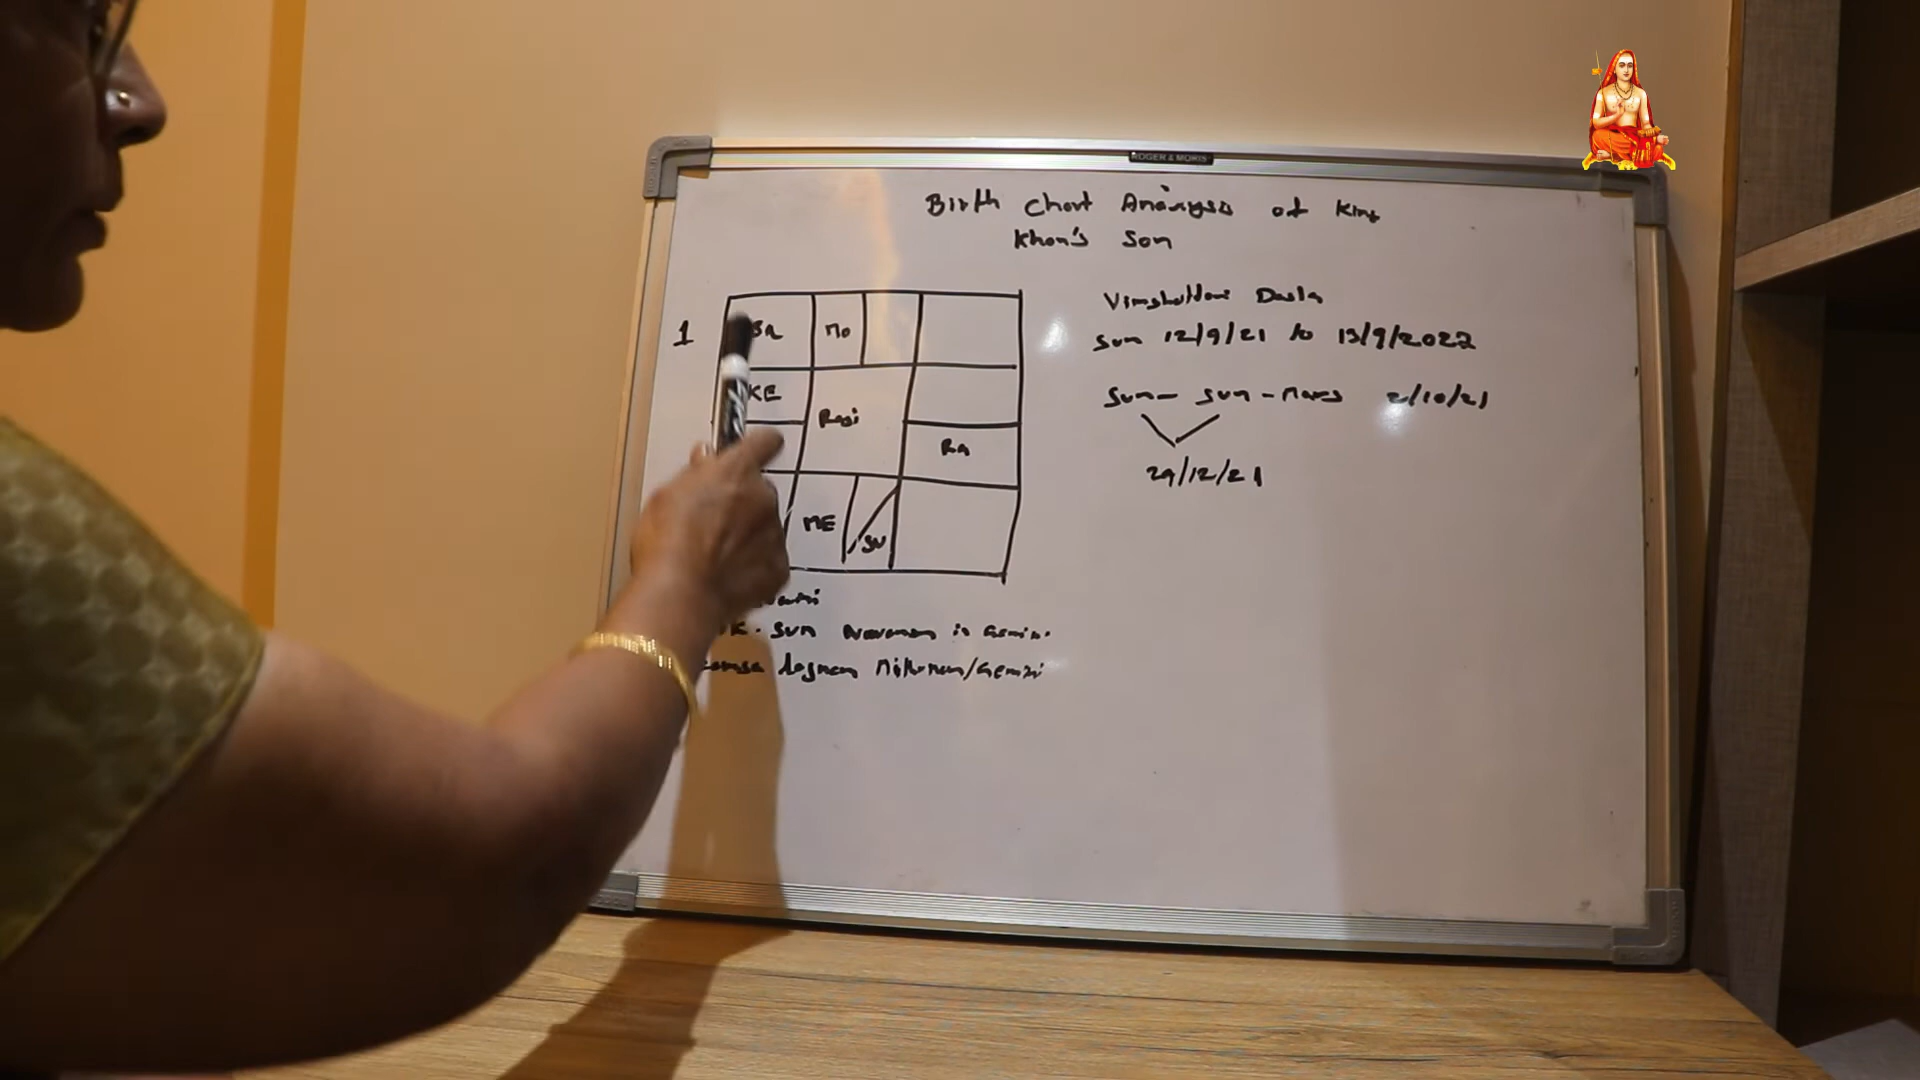 ROGER & MORIS
Birth Chart Analysis of King
Khan's Son
1
SA
Mo
KE
Rasi
Ra
ME
SU
Vimshottari Dasha
Sun 12/9/21 to 13/9/2022
Sun - Sun - Mars 2/10/21
29/12/21
Sun in Gemini
lagnam Mithunam/Gemini